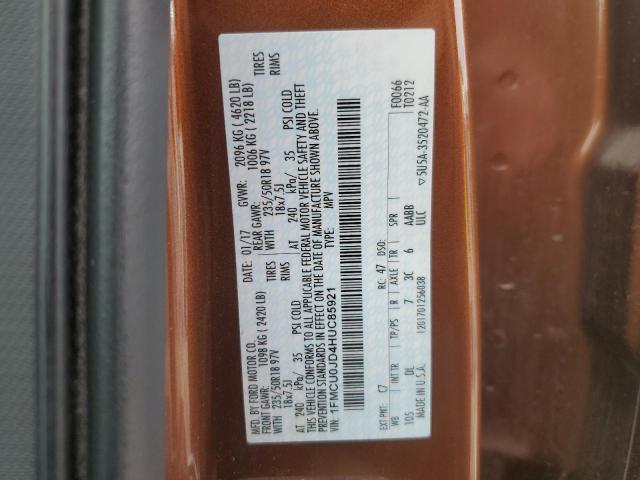 MFD. BY FORD MOTOR CO.
DATE: 01/17 GVWR: 2096 KG ( 4620 LB)
FRONT GAWR: 1098 KG ( 2420 LB) REAR GAWR: 1006 KG ( 2218 LB)
WITH 235/50R18 97V TIRES WITH 235/50R18 97V TIRES
18x7.5J RIMS 18x7.5J RIMS
AT 240 kPa/ 35 PSI COLD AT 240 kPa/ 35 PSI COLD
THIS VEHICLE CONFORMS TO ALL APPLICABLE FEDERAL MOTOR VEHICLE SAFETY AND THEFT
PREVENTION STANDARDS IN EFFECT ON THE DATE OF MANUFACTURE SHOWN ABOVE.
VIN: 1FMCU0JD4HUC85921 TYPE: MPV
F0066
T0212
EXT PNT: C7 RC: 47 DSO:
WB INT TR TP/PS R AXLE TR SPR
105 DL 7 3C 6 AABB
MADE IN U.S.A. ULC
1201701256038
▽5U5A-3520472-AA